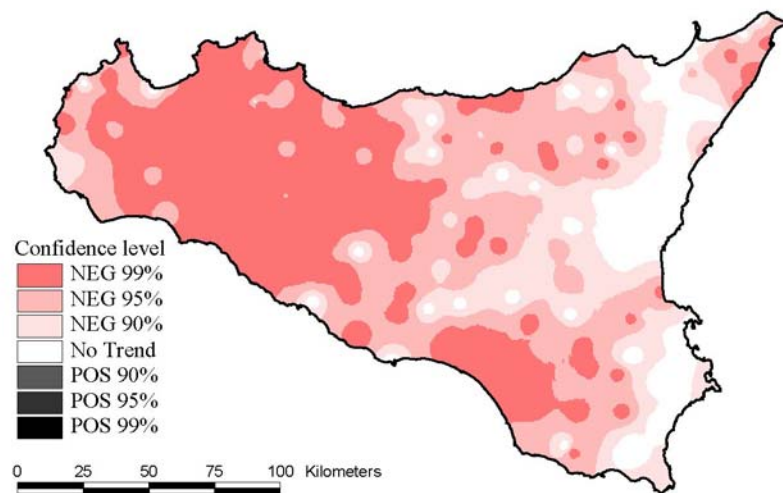 Confidence level
NEG 99%
NEG 95%
NEG 90%
No Trend
POS 90%
POS 95%
POS 99%
0 25 50 75 100 Kilometers